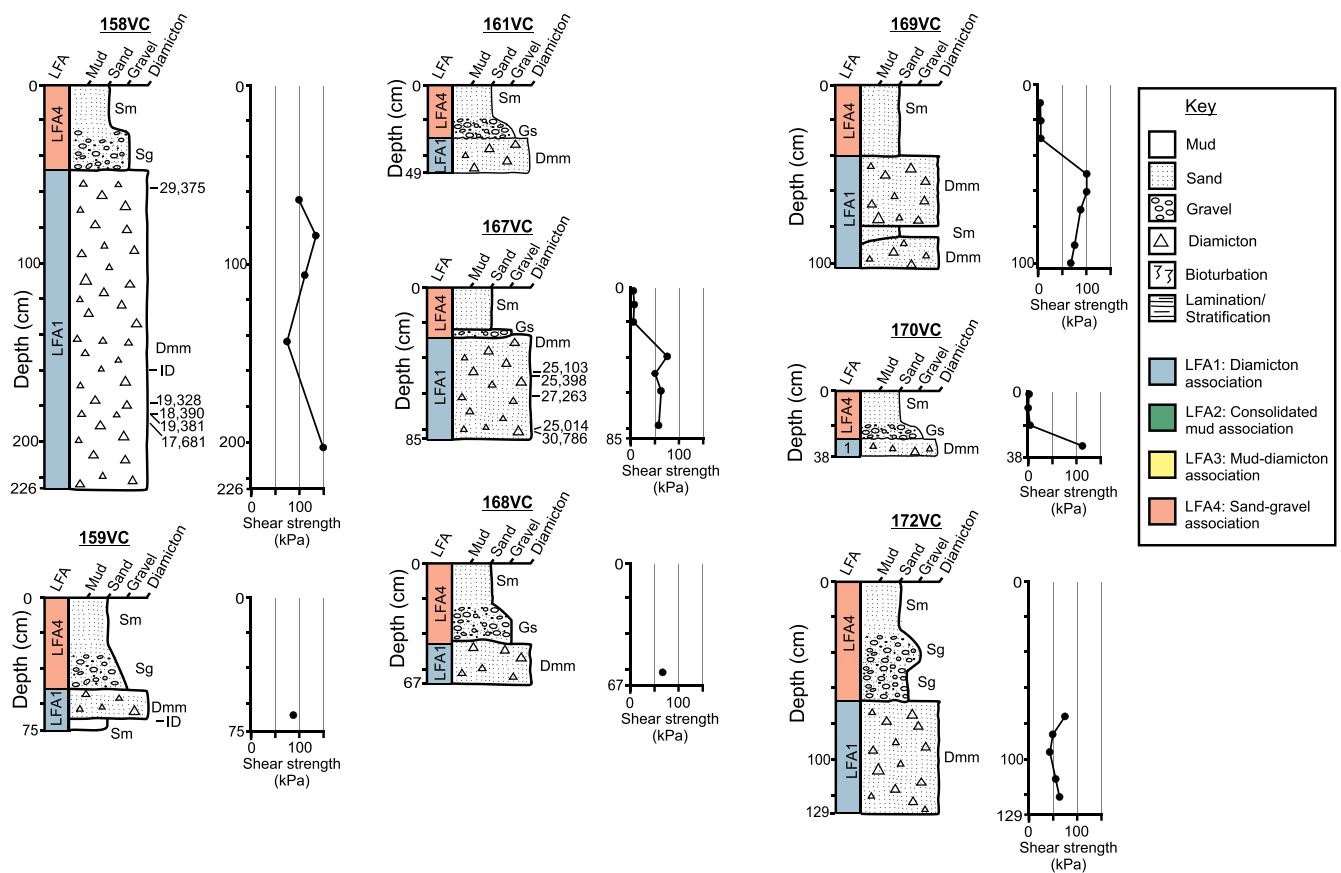 158VC
LFA
Mud
Sand
Gravel
Diamicton
0
100
200
226
Depth (cm)
LFA4
LFA1
Sm
Sg
29,375
Dmm
ID
19,328
18,390
19,381
17,681
0
100
200
226
0
100
Shear strength
(kPa)
159VC
LFA
Mud
Sand
Gravel
Diamicton
0
75
Depth (cm)
LFA4
LFA1
Sm
Sg
Dmm
ID
Sm
0
75
0
100
Shear strength
(kPa)
161VC
LFA
Mud
Sand
Gravel
Diamicton
0
49
Depth (cm)
LFA4
LFA1
Sm
Gs
Dmm
167VC
LFA
Mud
Sand
Gravel
Diamicton
0
85
Depth (cm)
LFA4
LFA1
Sm
Gs
Dmm
25,103
25,398
27,263
25,014
30,786
0
85
0
100
Shear strength
(kPa)
168VC
LFA
Mud
Sand
Gravel
Diamicton
0
67
Depth (cm)
LFA4
LFA1
Sm
Gs
Dmm
0
67
0
100
Shear strength
(kPa)
169VC
LFA
Mud
Sand
Gravel
Diamicton
0
100
Depth (cm)
LFA4
LFA1
Sm
Dmm
Sm
Dmm
0
100
0
100
Shear strength
(kPa)
170VC
LFA
Mud
Sand
Gravel
Diamicton
0
38
Depth (cm)
LFA4
1
Sm
Gs
Dmm
0
38
0
100
Shear strength
(kPa)
172VC
LFA
Mud
Sand
Gravel
Diamicton
0
100
129
Depth (cm)
LFA4
LFA1
Sm
Sg
Sg
Dmm
0
100
129
0
100
Shear strength
(kPa)
Key
Mud
Sand
Gravel
Diamicton
Bioturbation
Lamination/
Stratification
LFA1: Diamicton
association
LFA2: Consolidated
mud association
LFA3: Mud-diamicton
association
LFA4: Sand-gravel
association